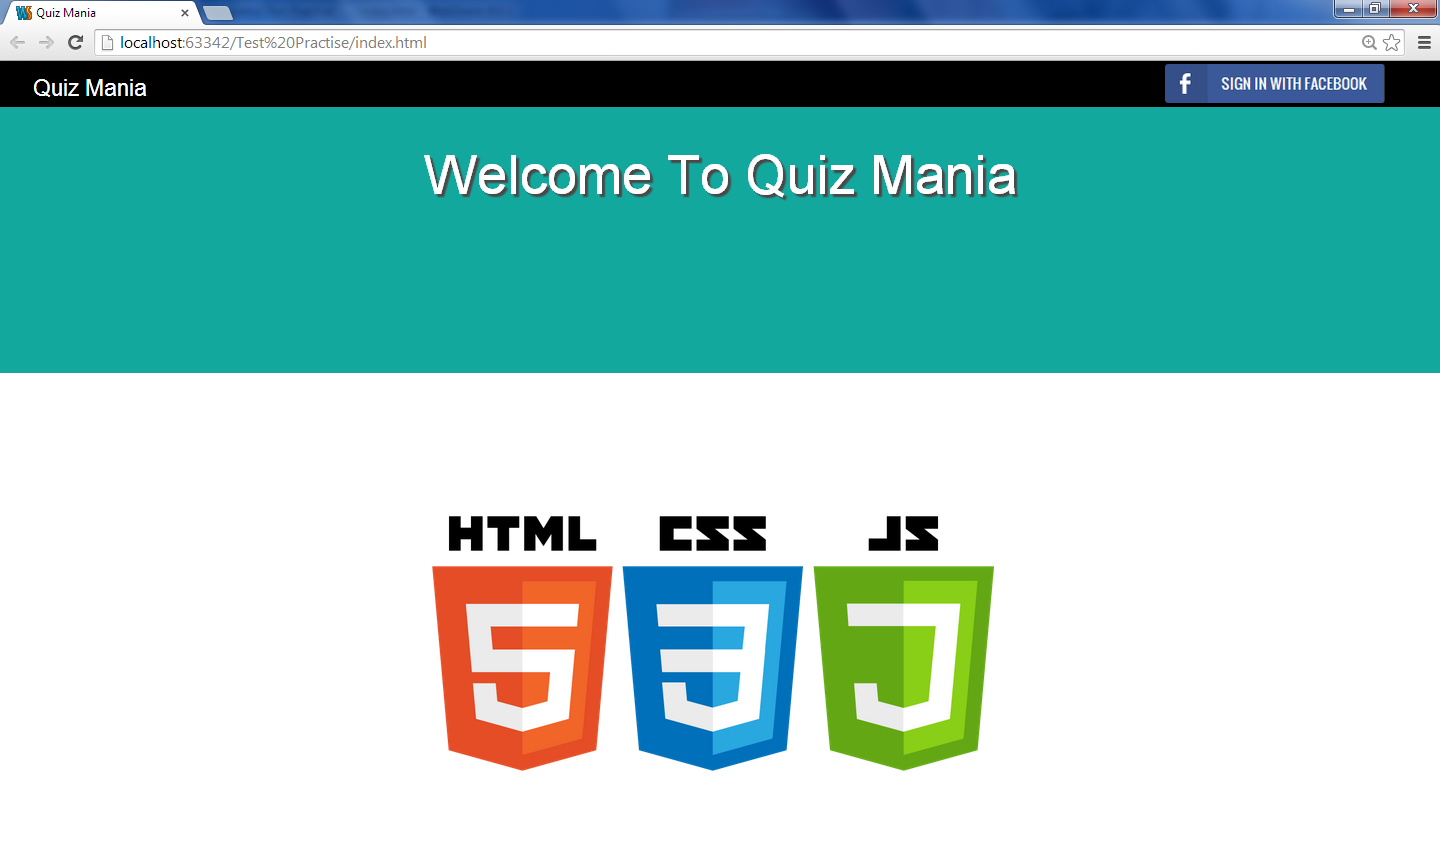 Quiz Mania
localhost:63342/Test%20Practise/index.html
Quiz Mania
f SIGN IN WITH FACEBOOK
Welcome To Quiz Mania
HTML CSS JS
5 3 J